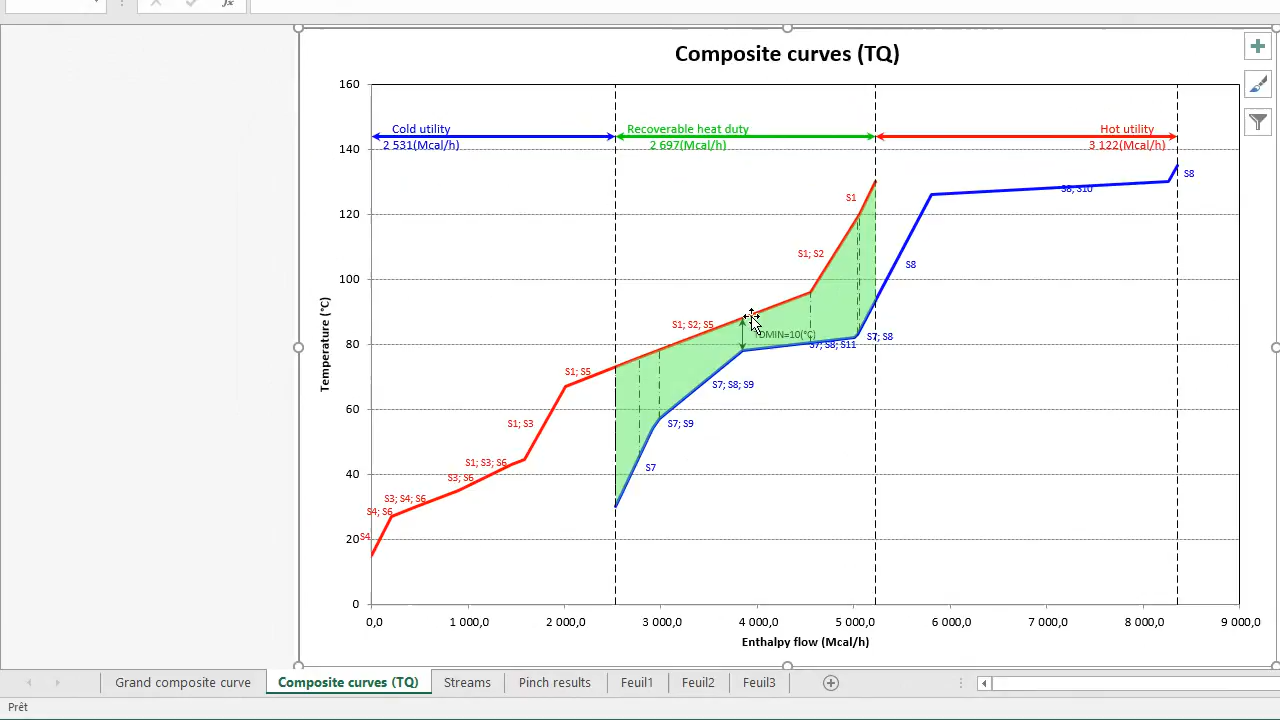 Composite curves (TQ)
160
140
120
100
80
60
40
20
0
Temperature (°C)
Cold utility
2 531(Mcal/h)
Recoverable heat duty
2 697(Mcal/h)
Hot utility
3 122(Mcal/h)
S8
S8; S10
S1
S1; S2
S8
S1; S2; S5
TDMIN=10(°C)
S7; S8
S7; S8; S11
S1; S5
S7; S8; S9
S1; S3
S7; S9
S1; S3; S6
S7
S3; S6
S3; S4; S6
S4; S6
S4
0,0
1 000,0
2 000,0
3 000,0
4 000,0
5 000,0
6 000,0
7 000,0
8 000,0
9 000,0
Enthalpy flow (Mcal/h)
Grand composite curve
Composite curves (TQ)
Streams
Pinch results
Feuil1
Feuil2
Feuil3
Prêt